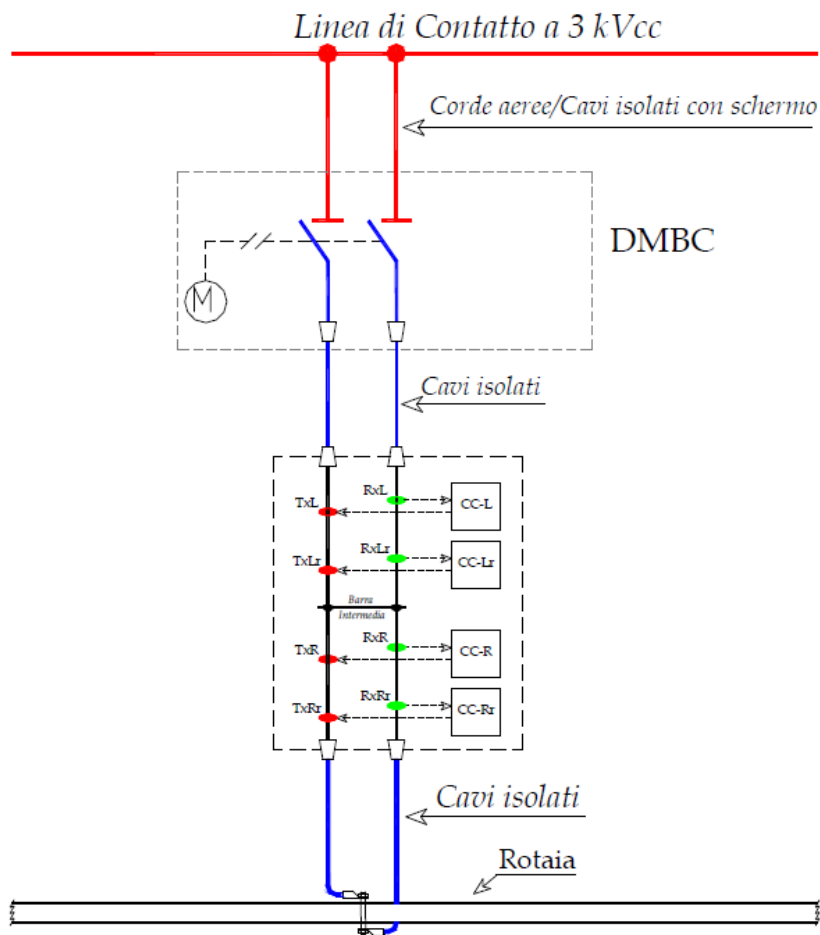 Linea di Contatto a 3 kVcc
Corde aeree/Cavi isolati con schermo
DMBC
M
Cavi isolati
RxL
TxL
CC-L
RxLr
TxLr
CC-Lr
Barra
Intermedia
RxR
TxR
CC-R
RxRr
TxRr
CC-Rr
Cavi isolati
Rotaia